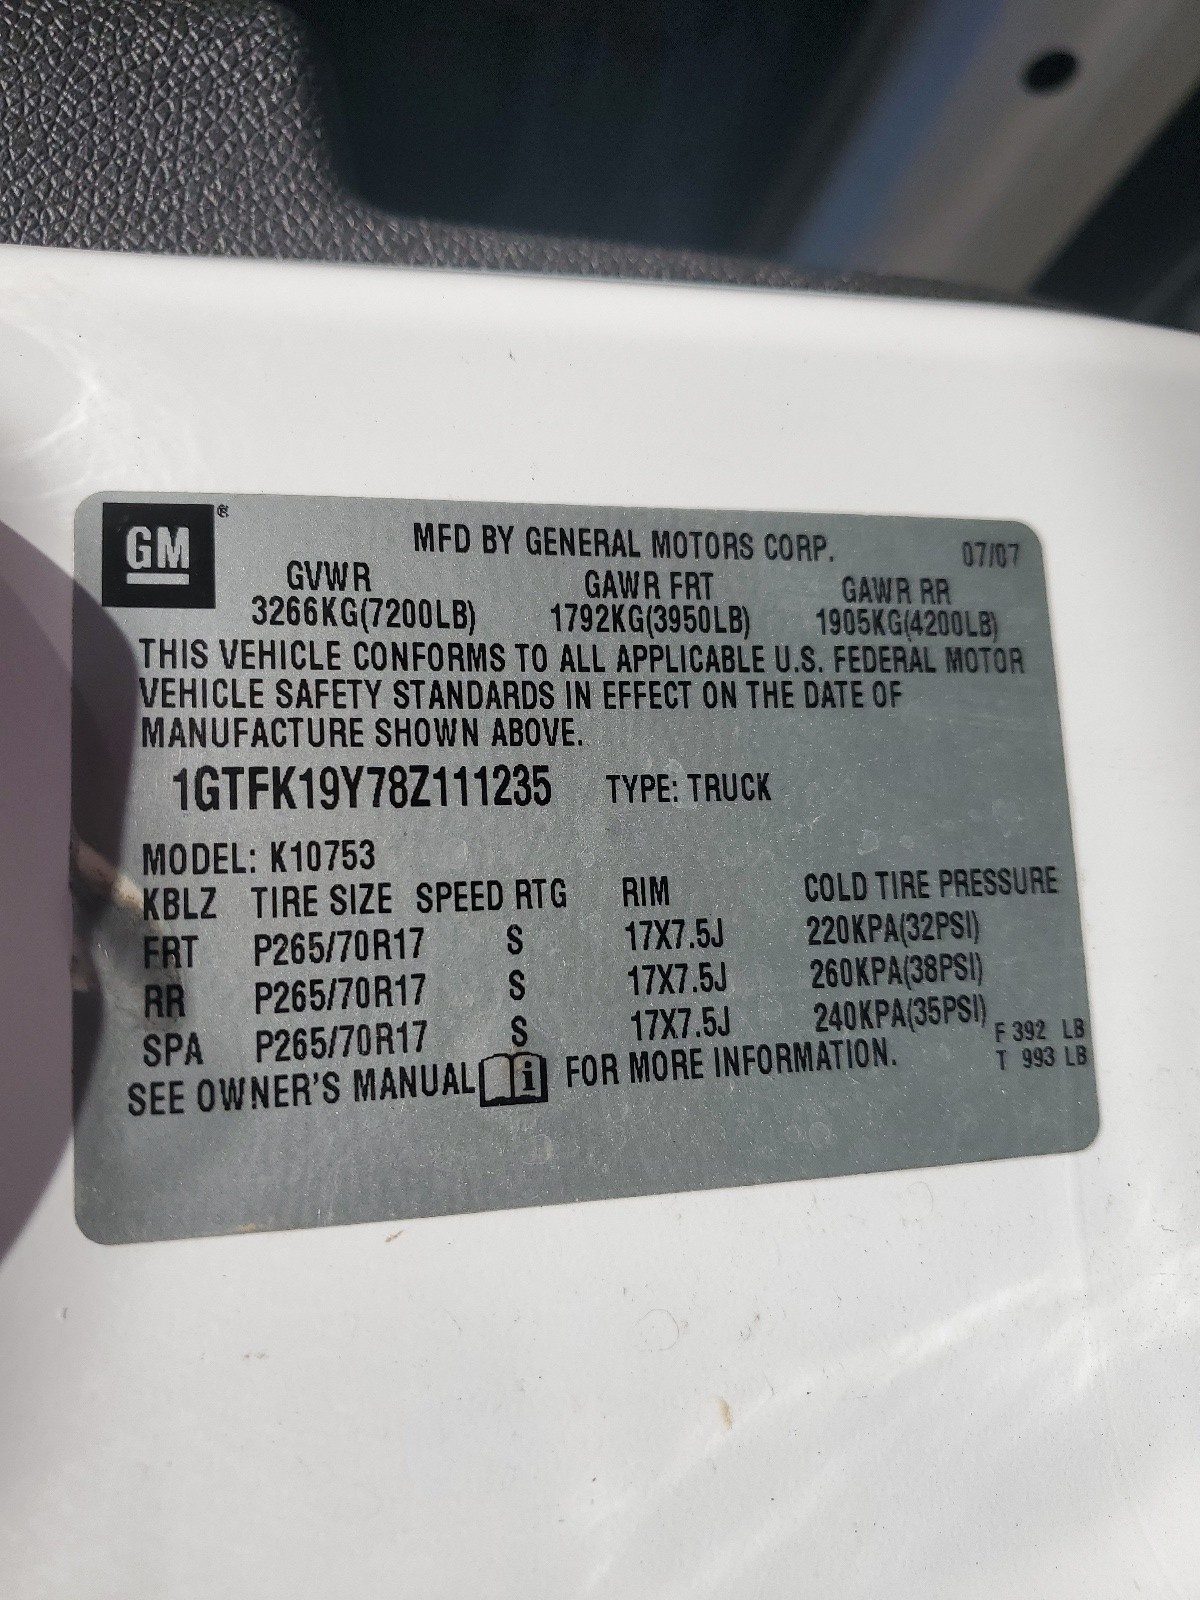 GM®
MFD BY GENERAL MOTORS CORP. 07/07
GVWR GAWR FRT GAWR RR
3266KG(7200LB) 1792KG(3950LB) 1905KG(4200LB)
THIS VEHICLE CONFORMS TO ALL APPLICABLE U.S. FEDERAL MOTOR
VEHICLE SAFETY STANDARDS IN EFFECT ON THE DATE OF
MANUFACTURE SHOWN ABOVE.
1GTFK19Y78Z111235 TYPE: TRUCK
MODEL: K10753
KBLZ TIRE SIZE SPEED RTG RIM COLD TIRE PRESSURE
FRT P265/70R17 S 17X7.5J 220KPA(32PSI)
RR P265/70R17 S 17X7.5J 260KPA(38PSI)
SPA P265/70R17 S 17X7.5J 240KPA(35PSI)
F 392 LB
T 993 LB
SEE OWNER'S MANUAL i FOR MORE INFORMATION.